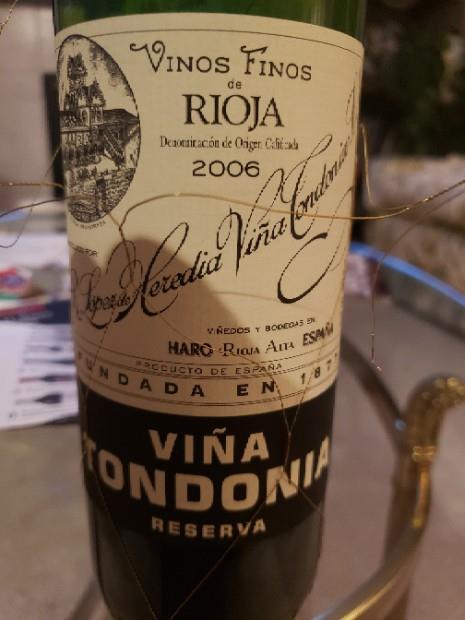 VINOS FINOS
de
RIOJA
Denominación de Origen Calificada
2006
López de Heredia Viña Tondonia
VIÑEDOS Y BODEGAS EN
HARO - RIOJA ALTA ESPAÑA
PRODUCTO DE ESPAÑA
FUNDADA EN 187
VIÑA
TONDONIA
RESERVA